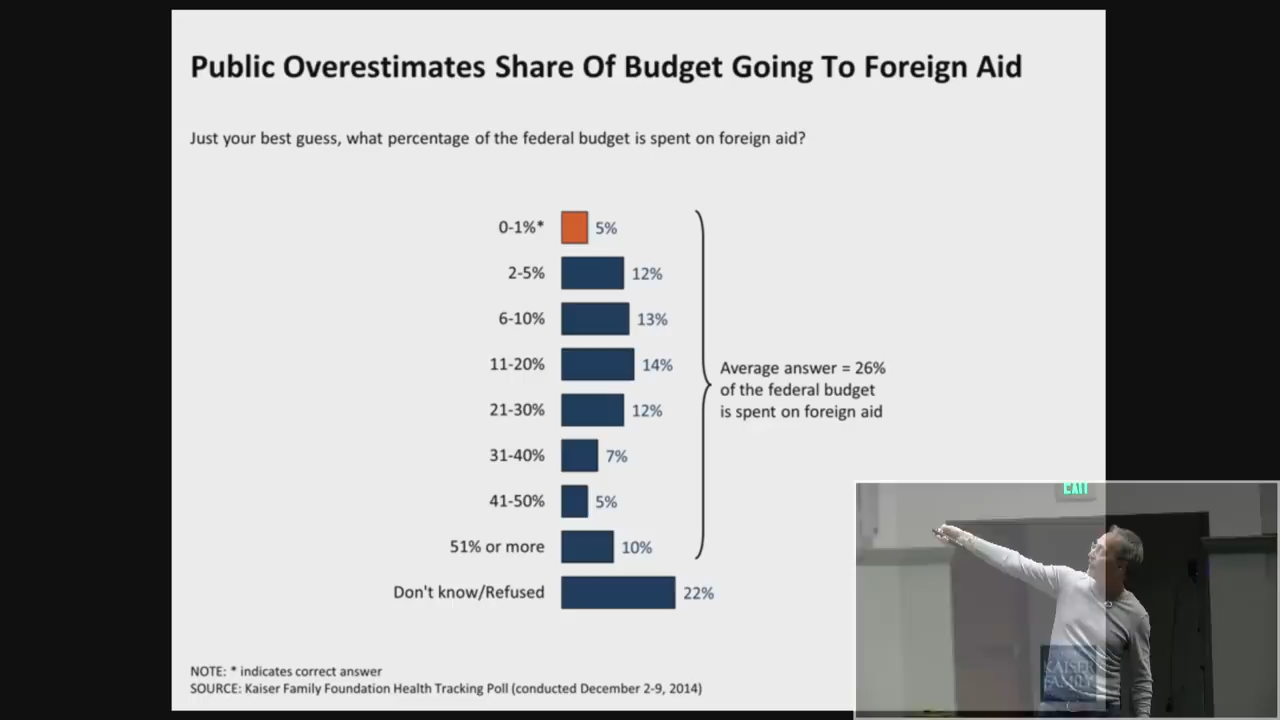 Public Overestimates Share Of Budget Going To Foreign Aid
Just your best guess, what percentage of the federal budget is spent on foreign aid?
0-1%* 5%
2-5% 12%
6-10% 13%
11-20% 14%
21-30% 12%
31-40% 7%
41-50% 5%
51% or more 10%
Don't know/Refused 22%
Average answer = 26%
of the federal budget
is spent on foreign aid
NOTE: * indicates correct answer
SOURCE: Kaiser Family Foundation Health Tracking Poll (conducted December 2-9, 2014)
EXIT
KAISER
FAMILY